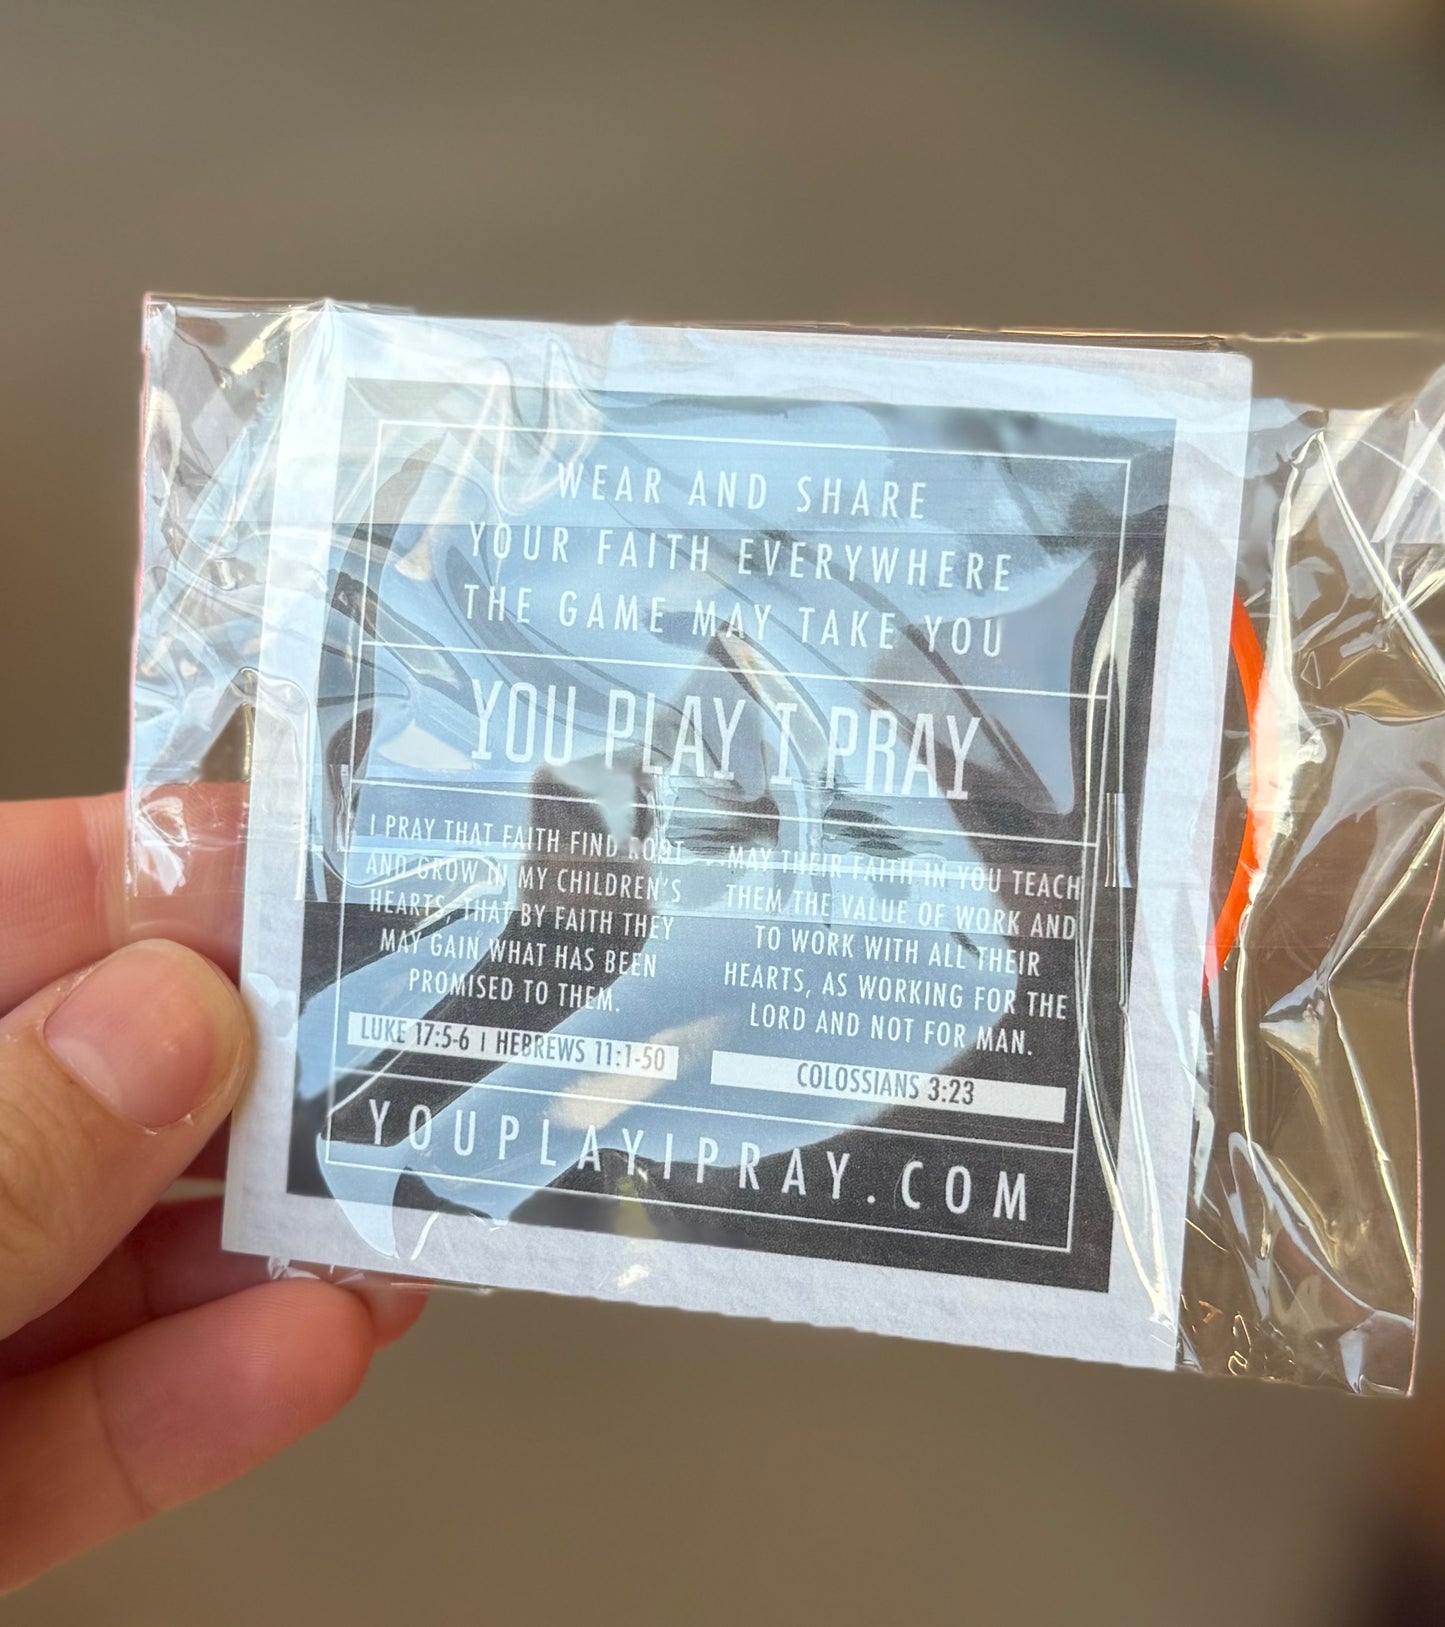 WEAR AND SHARE
YOUR FAITH EVERYWHERE
THE GAME MAY TAKE YOU
YOU PLAY I PRAY
I PRAY THAT FAITH FIND ROOT
AND GROW IN MY CHILDREN'S
HEARTS, THAT BY FAITH THEY
MAY GAIN WHAT HAS BEEN
PROMISED TO THEM.
LUKE 17:5-6 | HEBREWS 11:1-50
MAY THEIR FAITH IN YOU TEACH
THEM THE VALUE OF WORK AND
TO WORK WITH ALL THEIR
HEARTS, AS WORKING FOR THE
LORD AND NOT FOR MAN.
COLOSSIANS 3:23
YOUPLAYIPRAY.COM